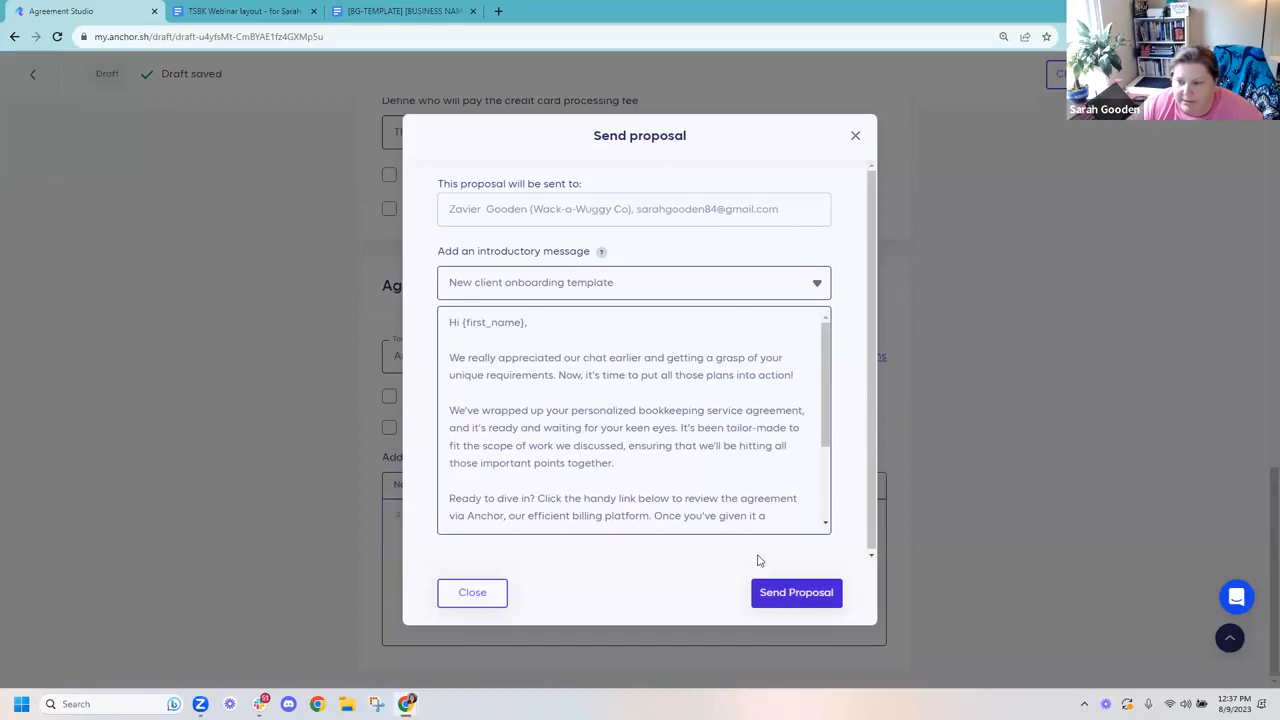 Agreement Studio
TSBK Webinar layout - for Sarah
[BG-TEMPLATE] [BUSINESS NAM
my.anchor.sh/draft/draft-u4yfsMt-CmBYAE1fz4GXMp5u
Draft
Draft saved
Sarah Gooden
Define who will pay the credit card processing fee
Send proposal
This proposal will be sent to:
Zavier Gooden (Wack-a-Wuggy Co), sarahgooden84@gmail.com
Add an introductory message ?
New client onboarding template
Hi {first_name},
We really appreciated our chat earlier and getting a grasp of your
unique requirements. Now, it's time to put all those plans into action!
We've wrapped up your personalized bookkeeping service agreement,
and it's ready and waiting for your keen eyes. It's been tailor-made to
fit the scope of work we discussed, ensuring that we'll be hitting all
those important points together.
Ready to dive in? Click the handy link below to review the agreement
via Anchor, our efficient billing platform. Once you've given it a
Close
Send Proposal
Search
51
12:37 PM
8/9/2023